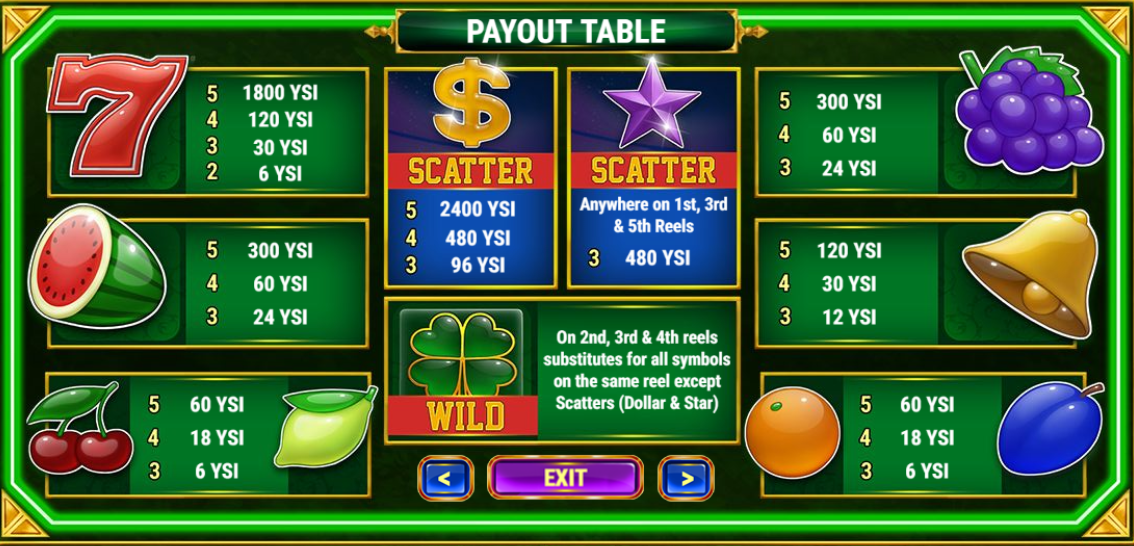 PAYOUT TABLE
5 1800 YSI
4 120 YSI
3 30 YSI
2 6 YSI
SCATTER
5 2400 YSI
4 480 YSI
3 96 YSI
SCATTER
Anywhere on 1st, 3rd
& 5th Reels
3 480 YSI
5 300 YSI
4 60 YSI
3 24 YSI
5 300 YSI
4 60 YSI
3 24 YSI
WILD
On 2nd, 3rd & 4th reels
substitutes for all symbols
on the same reel except
Scatters (Dollar & Star)
5 120 YSI
4 30 YSI
3 12 YSI
5 60 YSI
4 18 YSI
3 6 YSI
< EXIT >
5 60 YSI
4 18 YSI
3 6 YSI